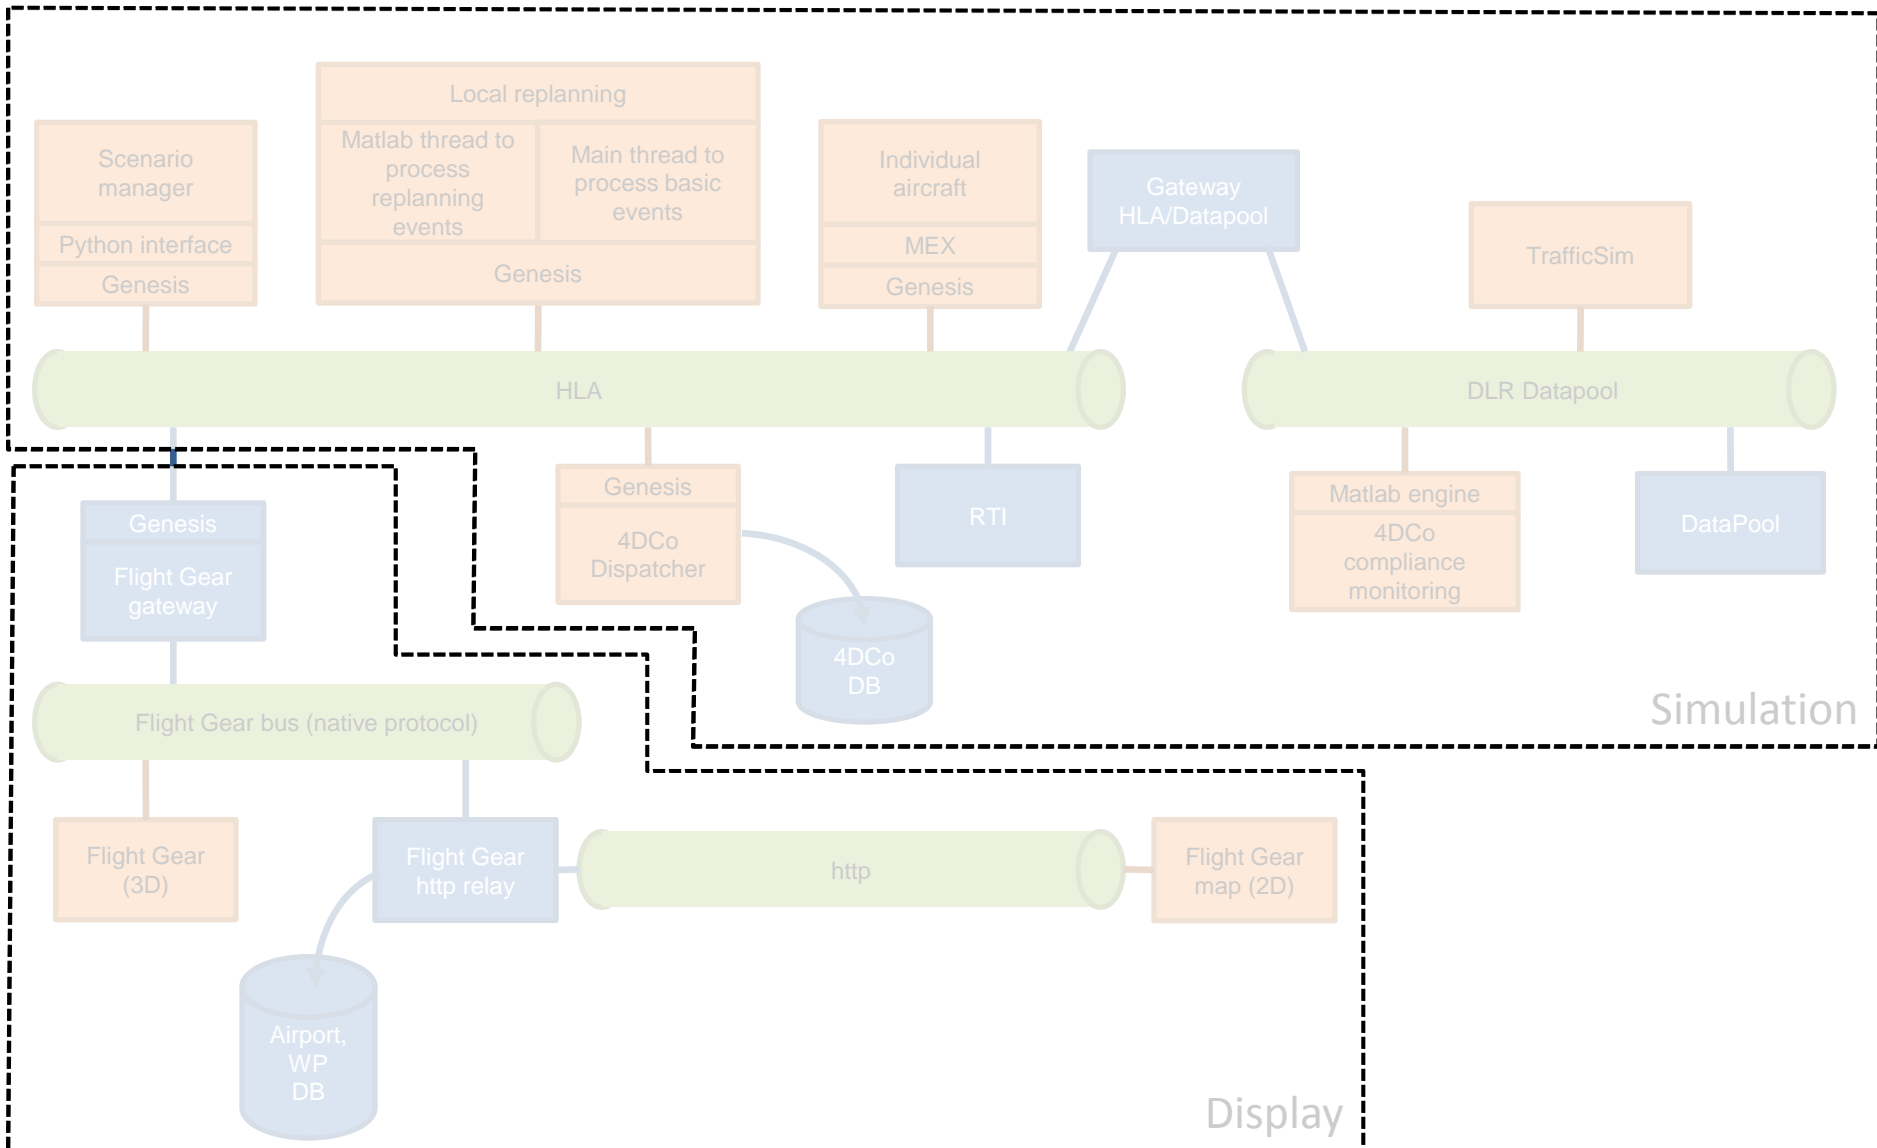 Local replanning
Scenario
manager
Python interface
Genesis
Matlab thread to
process
replanning
events
Main thread to
process basic
events
Genesis
Individual
aircraft
MEX
Genesis
Gateway
HLA/Datapool
TrafficSim
HLA
DLR Datapool
Genesis
Flight Gear
gateway
Genesis
4DCo
Dispatcher
RTI
Matlab engine
4DCo
compliance
monitoring
DataPool
4DCo
DB
Simulation
Flight Gear bus (native protocol)
Flight Gear
(3D)
Flight Gear
http relay
http
Flight Gear
map (2D)
Airport,
WP
DB
Display